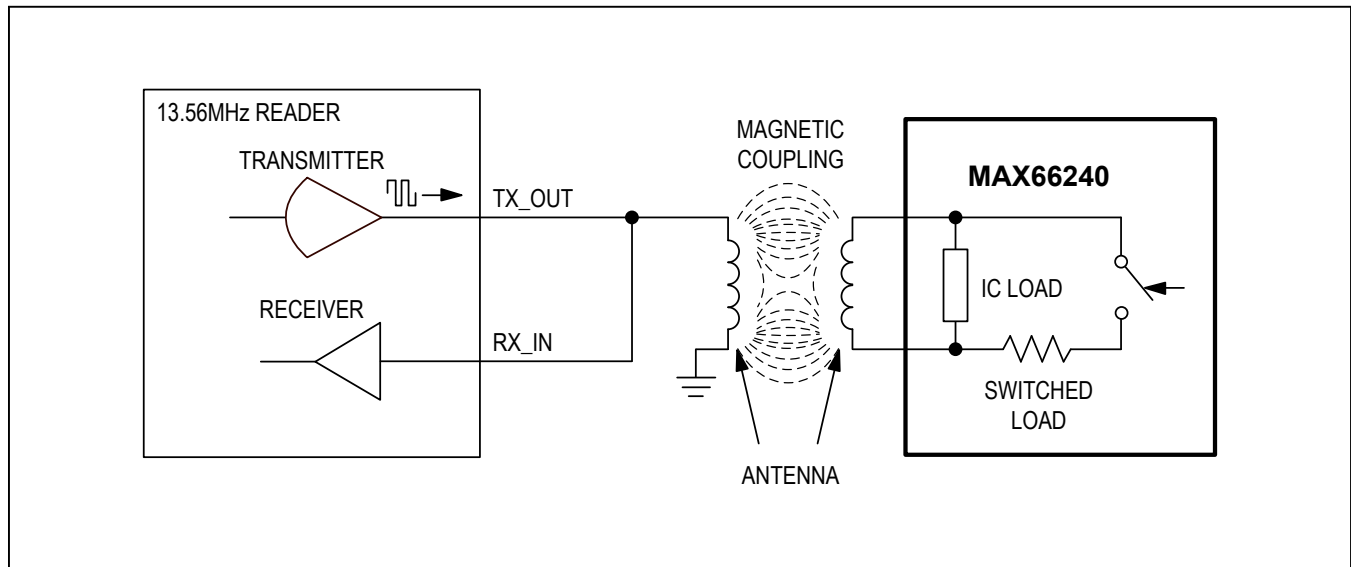 13.56MHz READER
TRANSMITTER
TX_OUT
RECEIVER
RX_IN
MAGNETIC
COUPLING
ANTENNA
MAX66240
IC LOAD
SWITCHED
LOAD